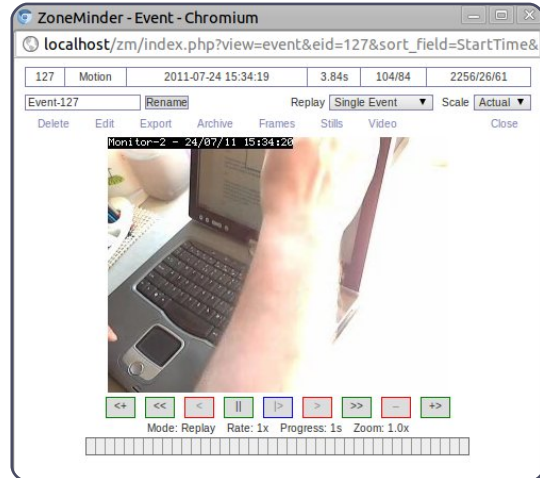 ZoneMinder - Event - Chromium
localhost/zm/index.php?view=event&eid=127&sort_field=StartTime&
127 Motion 2011-07-24 15:34:19 3.84s 104/84 2256/26/61
Event-127 Rename Replay Single Event ▼ Scale Actual ▼
Delete Edit Export Archive Frames Stills Video Close
Monitor-2 - 24/07/11 15:34:20
<+ << < || |> > >> – +>
Mode: Replay Rate: 1x Progress: 1s Zoom: 1.0x